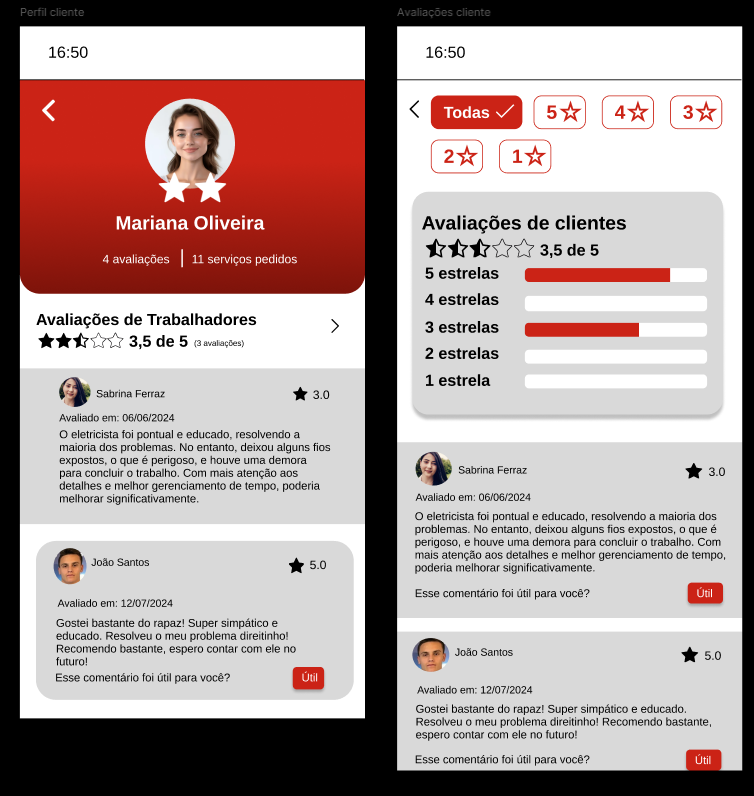 Perfil cliente
16:50
Mariana Oliveira
4 avaliações
11 serviços pedidos
Avaliações de Trabalhadores
3,5 de 5 (3 avaliações)
Sabrina Ferraz
3.0
Avaliado em: 06/06/2024
O eletricista foi pontual e educado, resolvendo a
maioria dos problemas. No entanto, deixou alguns fios
expostos, o que é perigoso, e houve uma demora
para concluir o trabalho. Com mais atenção aos
detalhes e melhor gerenciamento de tempo, poderia
melhorar significativamente.
João Santos
5.0
Avaliado em: 12/07/2024
Gostei bastante do rapaz! Super simpático e
educado. Resolveu o meu problema direitinho!
Recomendo bastante, espero contar com ele no
futuro!
Esse comentário foi útil para você?
Útil
Avaliações cliente
16:50
Todas
5
4
3
2
1
Avaliações de clientes
3,5 de 5
5 estrelas
4 estrelas
3 estrelas
2 estrelas
1 estrela
Sabrina Ferraz
3.0
Avaliado em: 06/06/2024
O eletricista foi pontual e educado, resolvendo a maioria dos
problemas. No entanto, deixou alguns fios expostos, o que é
perigoso, e houve uma demora para concluir o trabalho. Com
mais atenção aos detalhes e melhor gerenciamento de tempo,
poderia melhorar significativamente.
Esse comentário foi útil para você?
Útil
João Santos
5.0
Avaliado em: 12/07/2024
Gostei bastante do rapaz! Super simpático e educado.
Resolveu o meu problema direitinho! Recomendo bastante,
espero contar com ele no futuro!
Esse comentário foi útil para você?
Útil